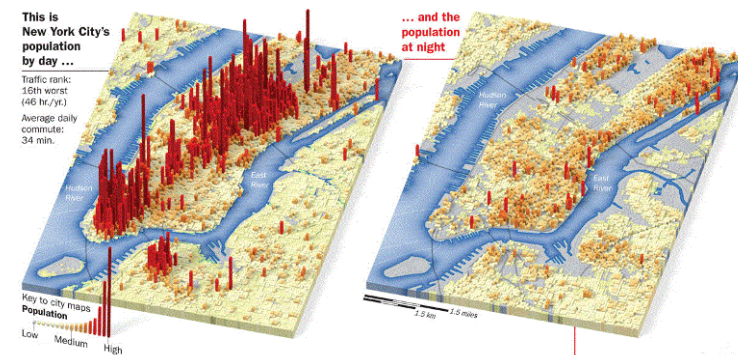 This is
New York City's
population
by day ...
Traffic rank:
16th worst
(46 hr./yr.)
Average daily
commute:
34 min.
Hudson
River
East
River
Key to city maps
Population
Low
Medium
High
... and the
population
at night
Hudson
River
East
River
1.5 km
1.5 miles